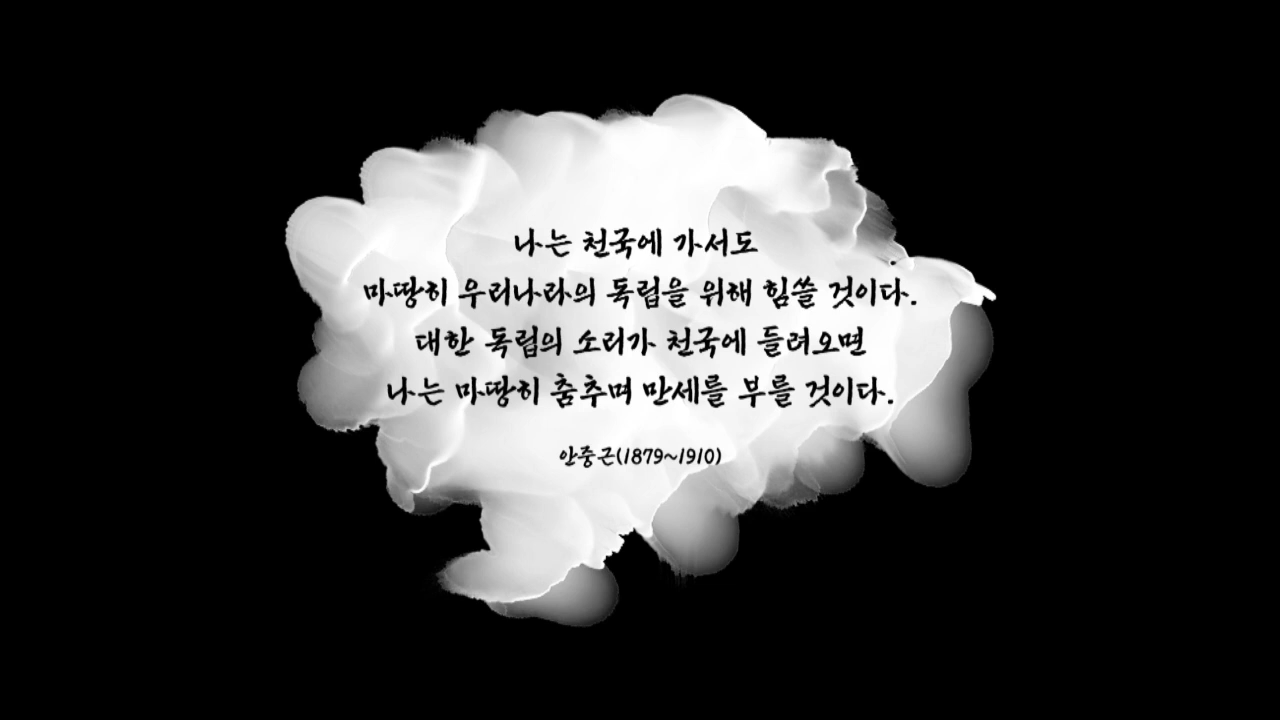 나는 천국에 가서도
마땅히 우리나라의 독립을 위해 힘쓸 것이다.
대한 독립의 소리가 천국에 들려오면
나는 마땅히 춤추며 만세를 부를 것이다.
안중근(1879~1910)